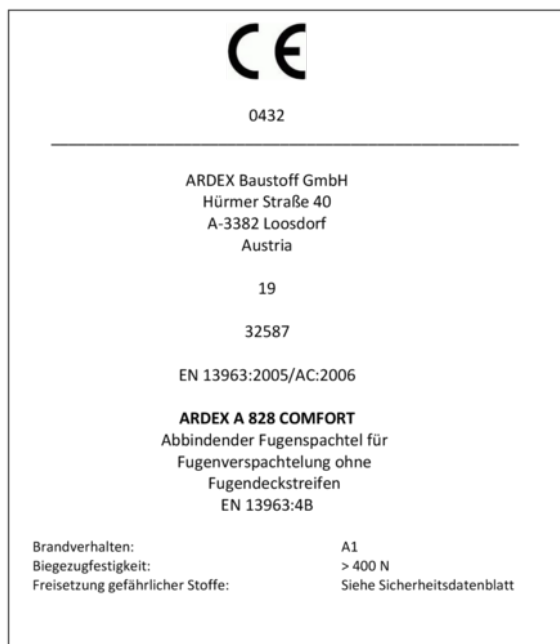 CE
0432
ARDEX Baustoff GmbH
Hürmer Straße 40
A-3382 Loosdorf
Austria
19
32587
EN 13963:2005/AC:2006
ARDEX A 828 COMFORT
Abbindender Fugenspachtel für
Fugenverspachtelung ohne
Fugendeckstreifen
EN 13963:4B
Brandverhalten: A1
Biegezugfestigkeit: > 400 N
Freisetzung gefährlicher Stoffe: Siehe Sicherheitsdatenblatt